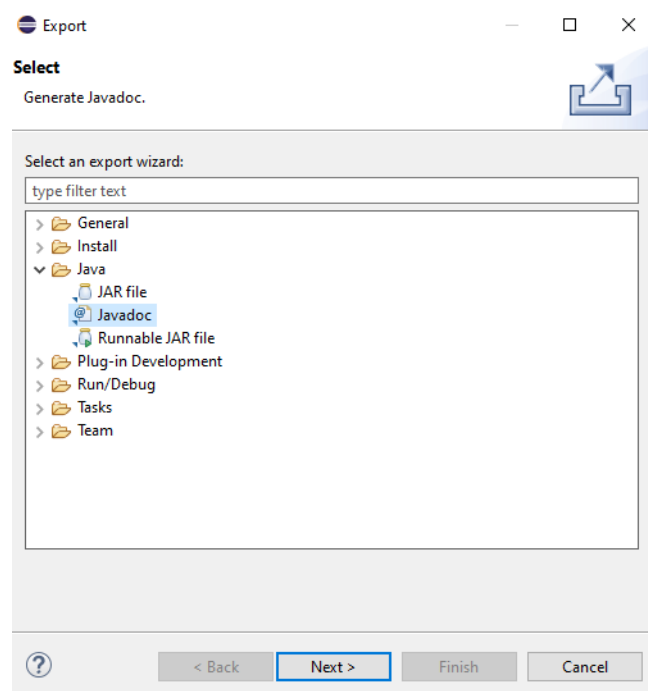 Export
Select
Generate Javadoc.
Select an export wizard:
type filter text
General
Install
Java
JAR file
Javadoc
Runnable JAR file
Plug-in Development
Run/Debug
Tasks
Team
? < Back Next > Finish Cancel